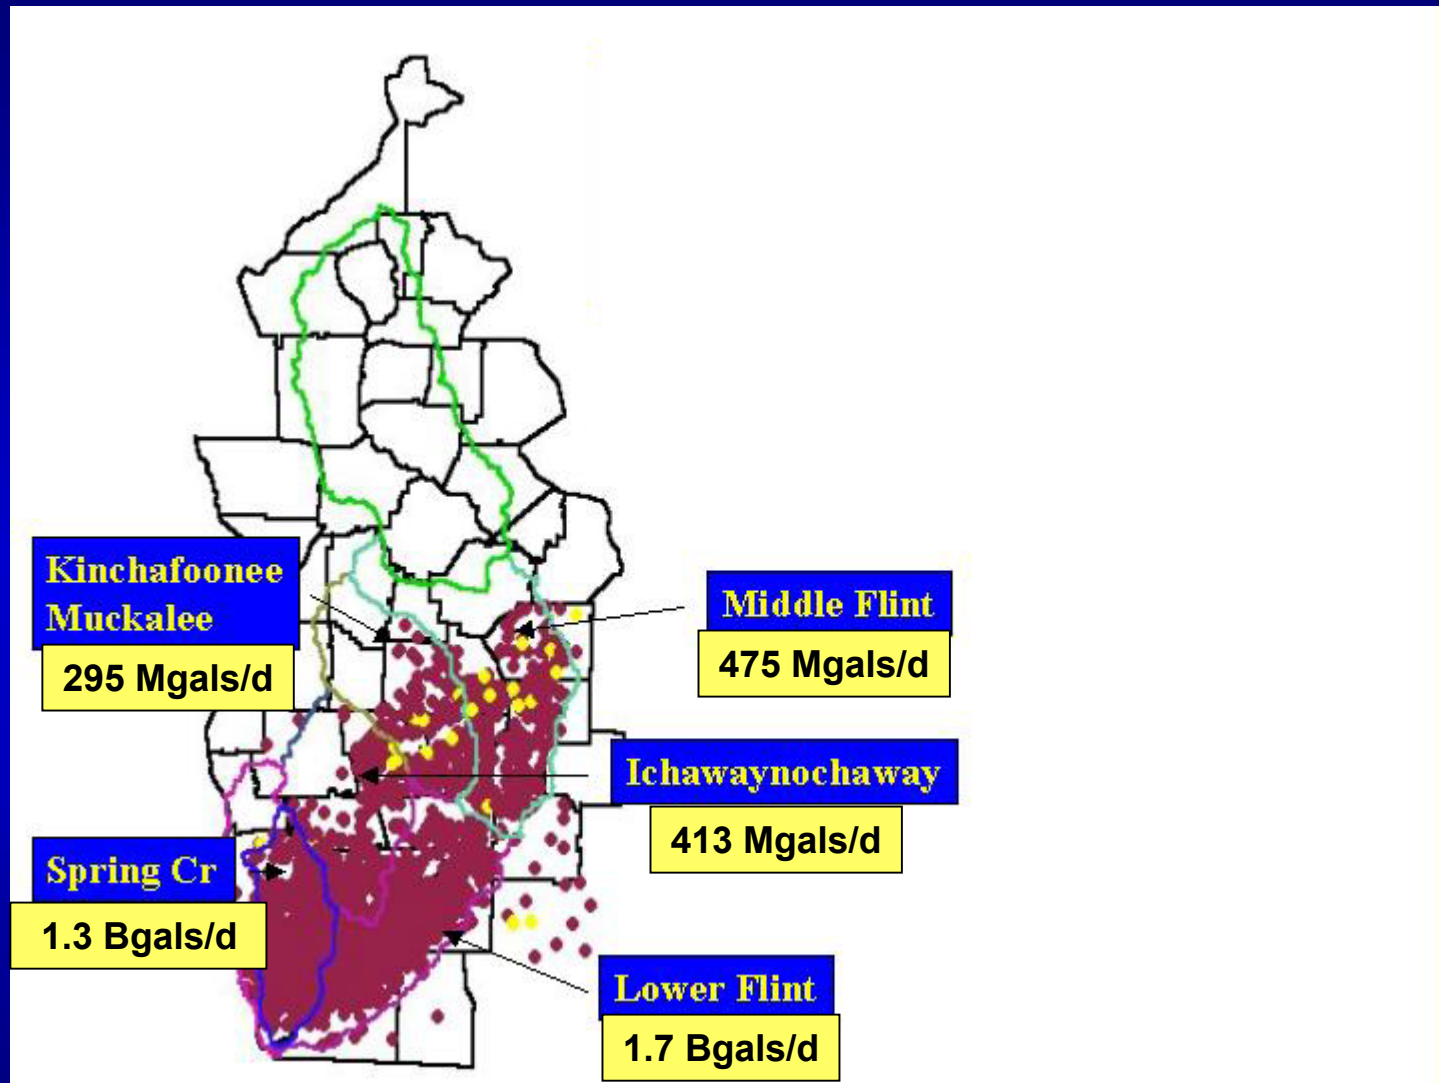 Kinchafoonee
Muckalee
295 Mgals/d
Middle Flint
475 Mgals/d
Ichawaynochaway
413 Mgals/d
Spring Cr
1.3 Bgals/d
Lower Flint
1.7 Bgals/d